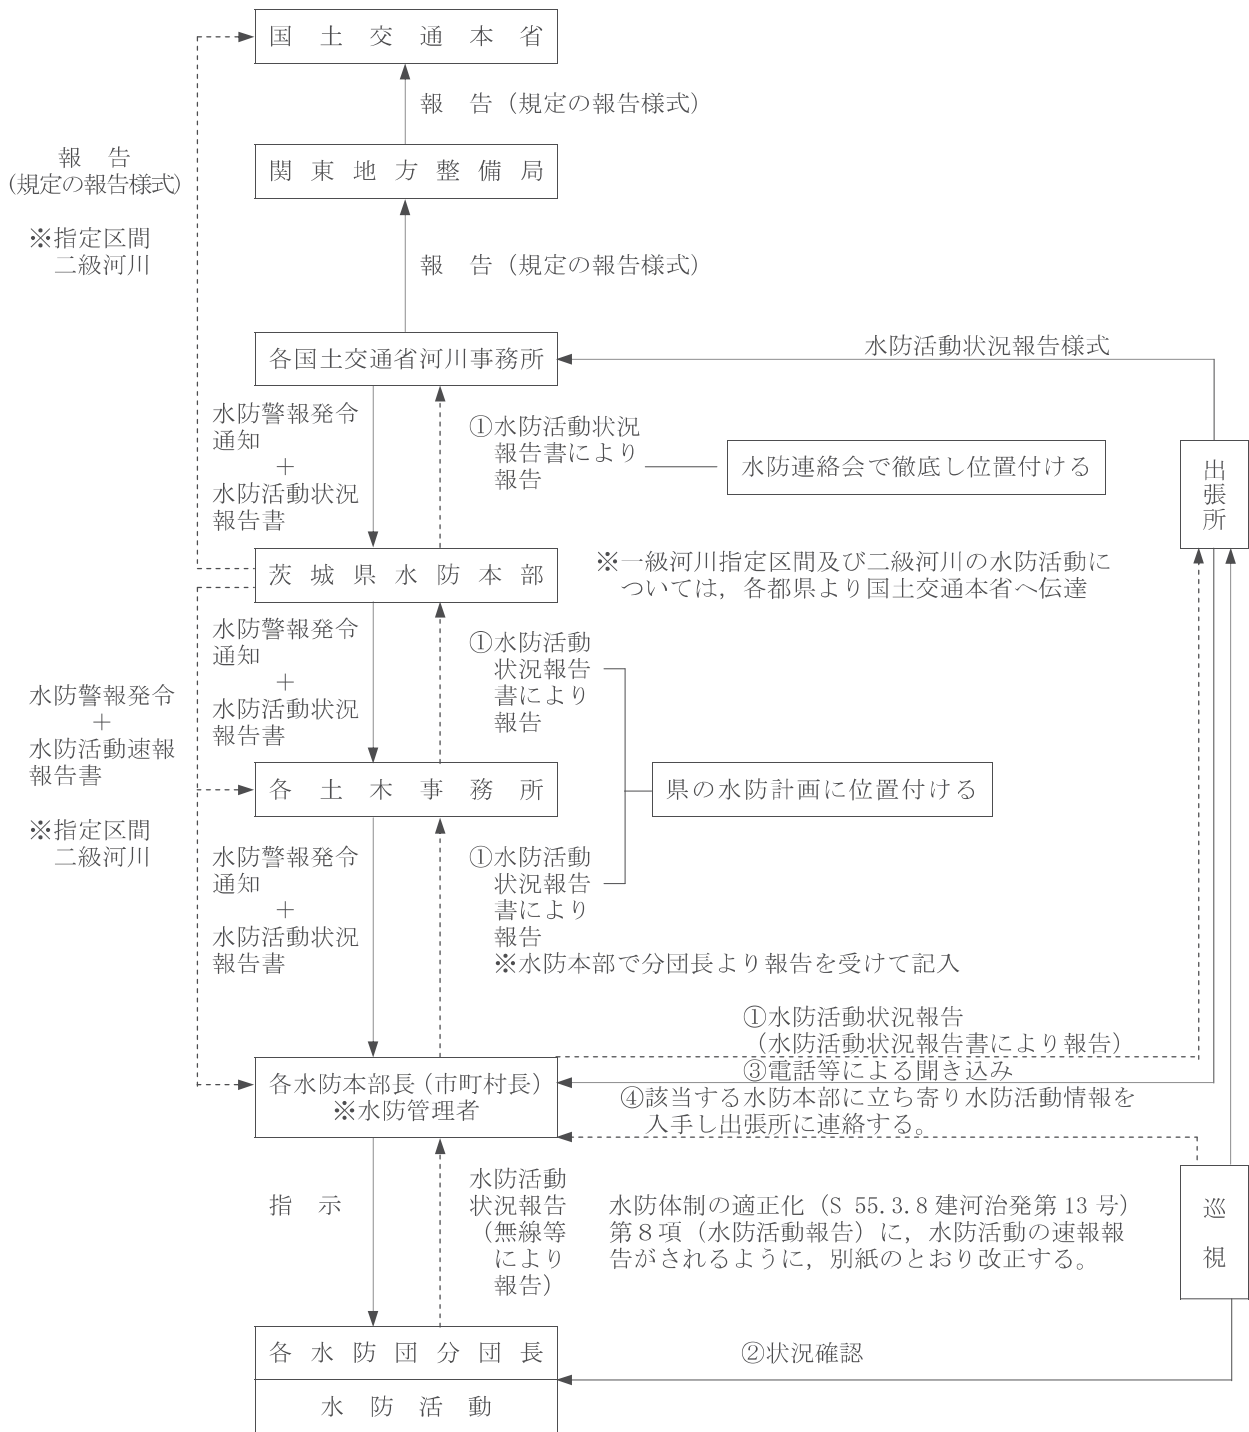 国土交通本省
報　告（規定の報告様式）
報　告
（規定の報告様式）
※指定区間
二級河川
関東地方整備局
報　告（規定の報告様式）
各国土交通省河川事務所
水防活動状況報告様式
水防警報発令
通知
＋
水防活動状況
報告書
①水防活動状況
報告書により
報告
水防連絡会で徹底し位置付ける
出張所
茨城県水防本部
※一級河川指定区間及び二級河川の水防活動に
ついては，各都県より国土交通本省へ伝達
水防警報発令
通知
＋
水防活動状況
報告書
①水防活動
状況報告
書により
報告
水防警報発令
＋
水防活動速報
報告書
※指定区間
二級河川
各土木事務所
県の水防計画に位置付ける
水防警報発令
通知
＋
水防活動状況
報告書
①水防活動
状況報告
書により
報告
※水防本部で分団長より報告を受けて記入
①水防活動状況報告
（水防活動状況報告書により報告）
③電話等による聞き込み
④該当する水防本部に立ち寄り水防活動情報を
入手し出張所に連絡する。
各水防本部長（市町村長）
※水防管理者
指　示
水防活動
状況報告
（無線等
により
報告）
水防体制の適正化（S 55.3.8 建河治発第 13 号）
第８項（水防活動報告）に，水防活動の速報報
告がされるように，別紙のとおり改正する。
巡視
各水防団分団長
②状況確認
水防活動